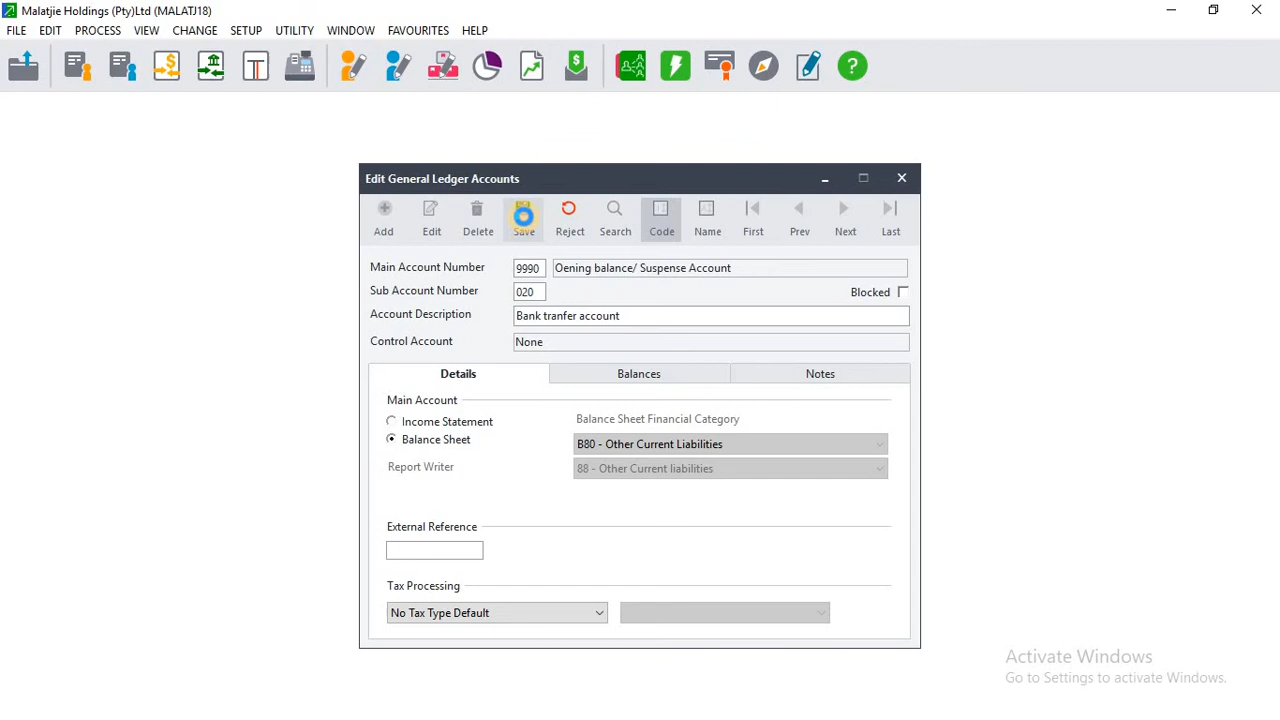 Malatjie Holdings (Pty)Ltd (MALATJ18)
FILE EDIT PROCESS VIEW CHANGE SETUP UTILITY WINDOW FAVOURITES HELP
Edit General Ledger Accounts
Add Edit Delete Save Reject Search Code Name First Prev Next Last
Main Account Number 9990 Oening balance/ Suspense Account
Sub Account Number 020 Blocked
Account Description Bank tranfer account
Control Account None
Details Balances Notes
Main Account
Income Statement Balance Sheet Financial Category
Balance Sheet B80 - Other Current Liabilities
Report Writer 88 - Other Current liabilities
External Reference
Tax Processing
No Tax Type Default
Activate Windows
Go to Settings to activate Windows.